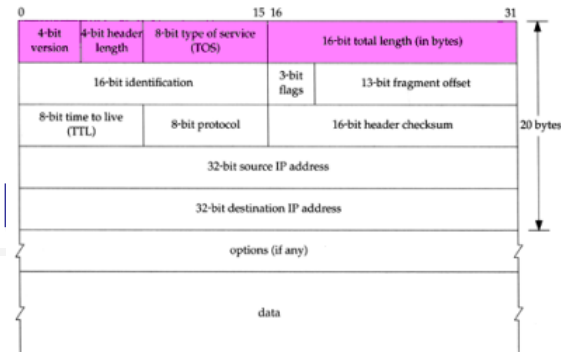 0 15 16 31
4-bit 4-bit header 8-bit type of service 16-bit total length (in bytes)
version length (TOS)
16-bit identification 3-bit 13-bit fragment offset
flags
8-bit time to live 8-bit protocol 16-bit header checksum 20 bytes
(TTL)
32-bit source IP address
32-bit destination IP address
options (if any)
data